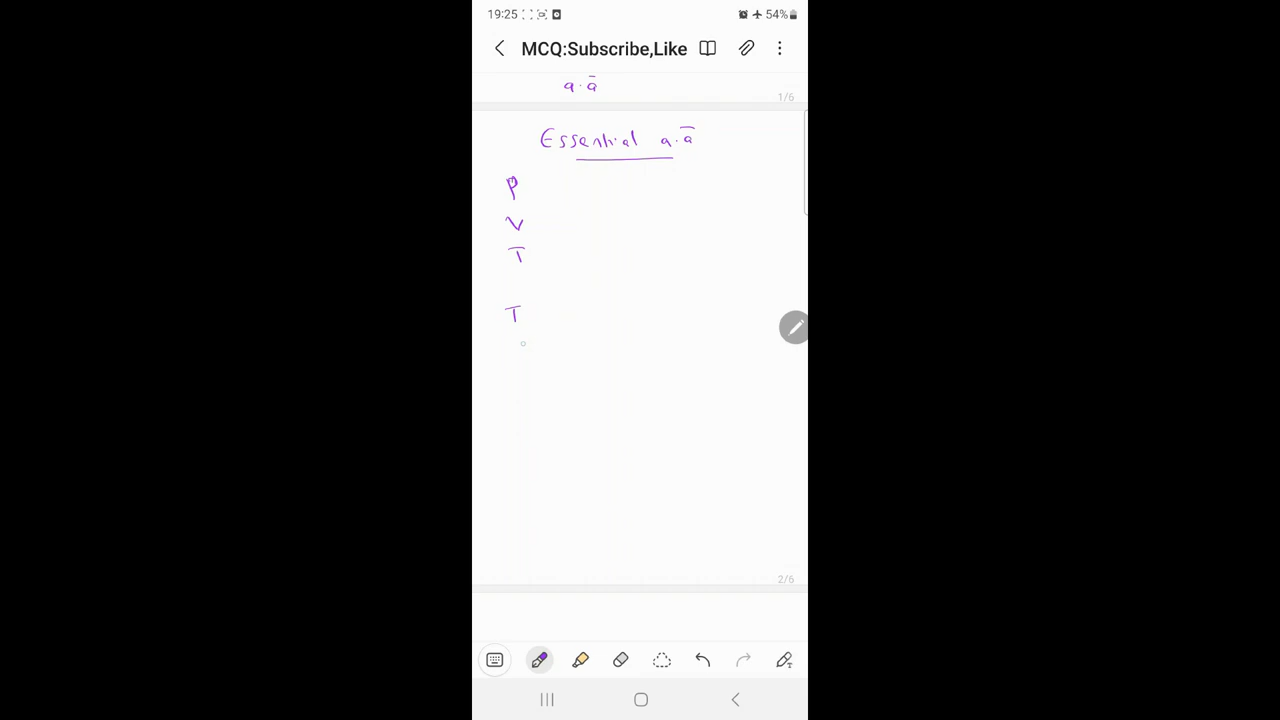 19:25 54%
MCQ:Subscribe,Like
a.ā
1/6
Essential a.ā
P
V
T
T
2/6